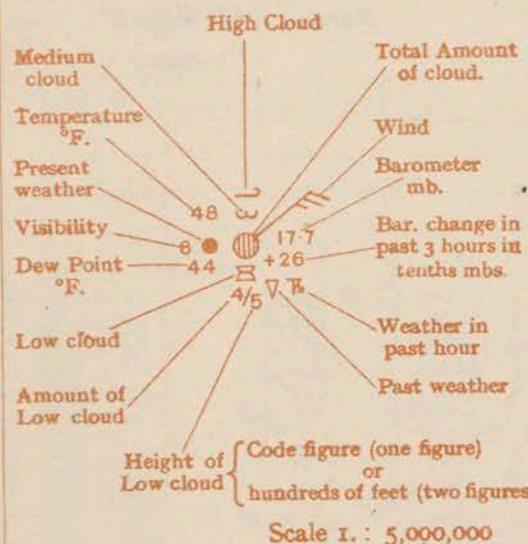 High Cloud
Medium
cloud
Total Amount
of cloud.
Temperature
°F.
Wind
Present
weather
Barometer
mb.
48
Visibility
8
17·7
Bar. change in
past 3 hours in
tenths mbs.
+26
Dew Point
°F.
44
4/5
Low cloud
Weather in
past hour
Amount of
Low cloud
Past weather
Height of
Low cloud
Code figure (one figure)
or
hundreds of feet (two figures
Scale 1. : 5,000,000